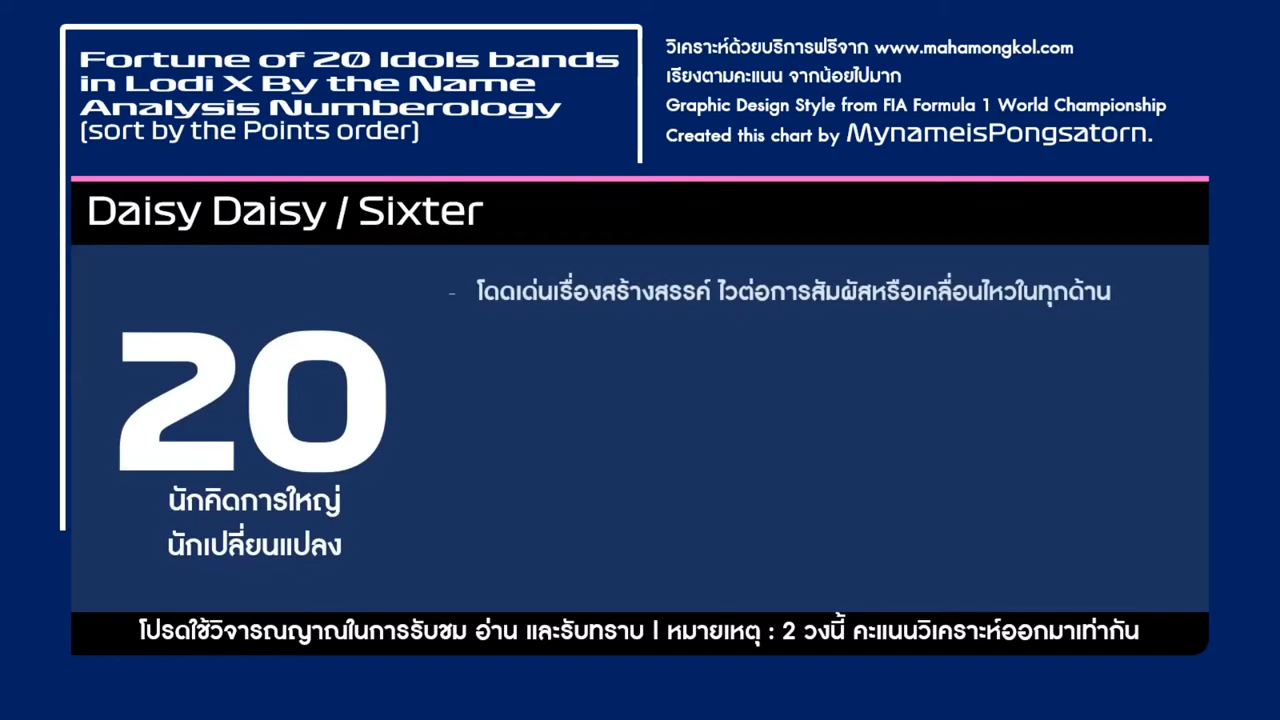 Fortune of 20 Idols bands
in Lodi X By the Name
Analysis Numberology
(sort by the Points order)
วิเคราะห์ด้วยบริการฟรีจาก www.mahamongkol.com
เรียงตามคะแนน จากน้อยไปมาก
Graphic Design Style from FIA Formula 1 World Championship
Created this chart by MynameisPongsatorn.
Daisy Daisy / Sixter
- โดดเด่นเรื่องสร้างสรรค์ ไวต่อการสัมผัสหรือเคลื่อนไหวในทุกด้าน
20
นักคิดการใหญ่
นักเปลี่ยนแปลง
โปรดใช้วิจารณญาณในการรับชม อ่าน และรับทราบ | หมายเหตุ : 2 วงนี้ คะแนนวิเคราะห์ออกมาเท่ากัน